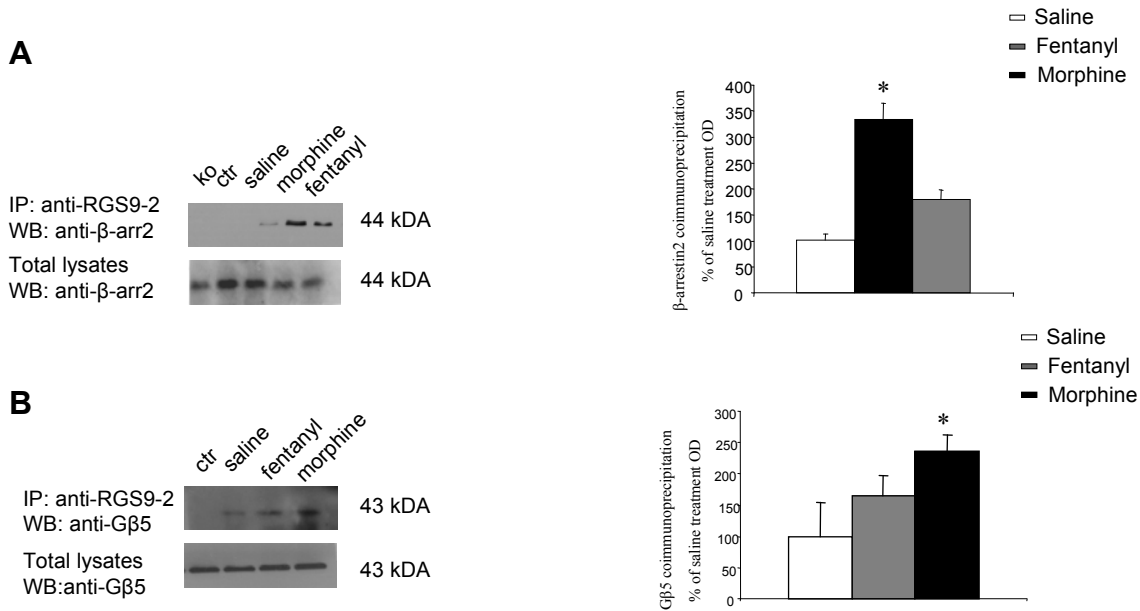 A
ko
ctr
saline
morphine
fentanyl
IP: anti-RGS9-2
WB: anti-β-arr2
44 kDA
Total lysates
WB: anti-β-arr2
44 kDA
Saline
Fentanyl
Morphine
β-arrestin2 coimmunoprecipitation
% of saline treatment OD
400
350
300
250
200
150
100
50
0
*
B
ctr
saline
fentanyl
morphine
IP: anti-RGS9-2
WB: anti-Gβ5
43 kDA
Total lysates
WB:anti-Gβ5
43 kDA
Saline
Fentanyl
Morphine
Gβ5 coimmunoprecipitation
% of saline treatment OD
300
250
200
150
100
50
0
*